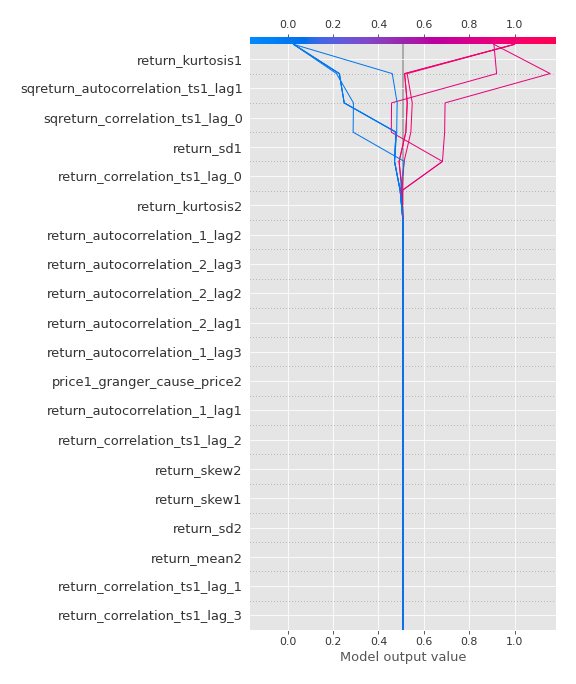 0.0 0.2 0.4 0.6 0.8 1.0
return_kurtosis1
sqreturn_autocorrelation_ts1_lag1
sqreturn_correlation_ts1_lag_0
return_sd1
return_correlation_ts1_lag_0
return_kurtosis2
return_autocorrelation_1_lag2
return_autocorrelation_2_lag3
return_autocorrelation_2_lag2
return_autocorrelation_2_lag1
return_autocorrelation_1_lag3
price1_granger_cause_price2
return_autocorrelation_1_lag1
return_correlation_ts1_lag_2
return_skew2
return_skew1
return_sd2
return_mean2
return_correlation_ts1_lag_1
return_correlation_ts1_lag_3
0.0 0.2 0.4 0.6 0.8 1.0
Model output value